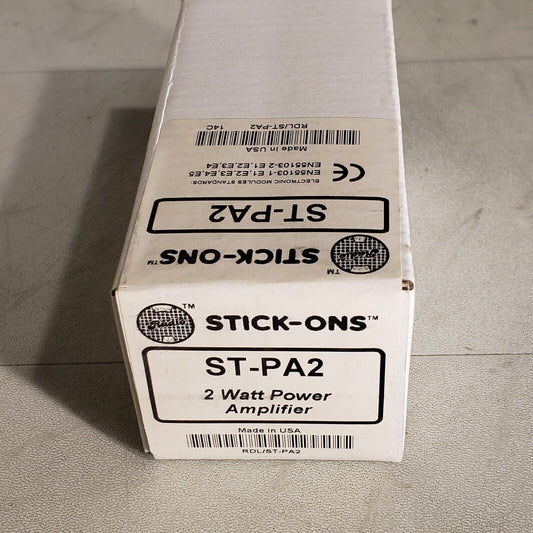 RDL/ST-PA2 14C
Made in USA
EN55103-2 E1,E2,E3,E4
EN55103-1 E1,E2,E3,E4,E5
ELECTRONIC MODULES STANDARDS:
CE
ST-PA2
STICK-ONS™
Radio
™
STICK-ONS™
ST-PA2
2 Watt Power
Amplifier
Made in USA
RDL/ST-PA2